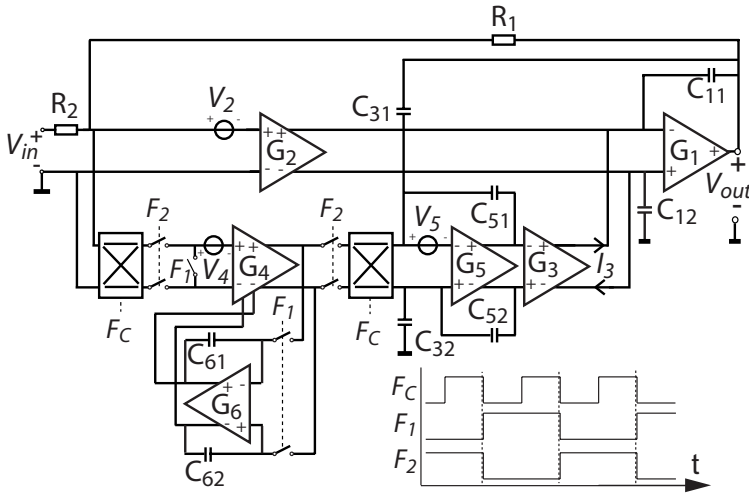 R1
C11
C31
R2
V2
+ -
Vin
+
-
+ +
G2
- -
-
G1
+
+
Vout
+
-
C12
F2
F2
C51
V5
+ -
F1
V4
+ -
+ +
G4
- -
- +
G5
+ -
- +
G3
+ -
I3
FC
F1
FC
C32
C52
C61
+ -
G6
- +
C62
FC
F1
F2
t